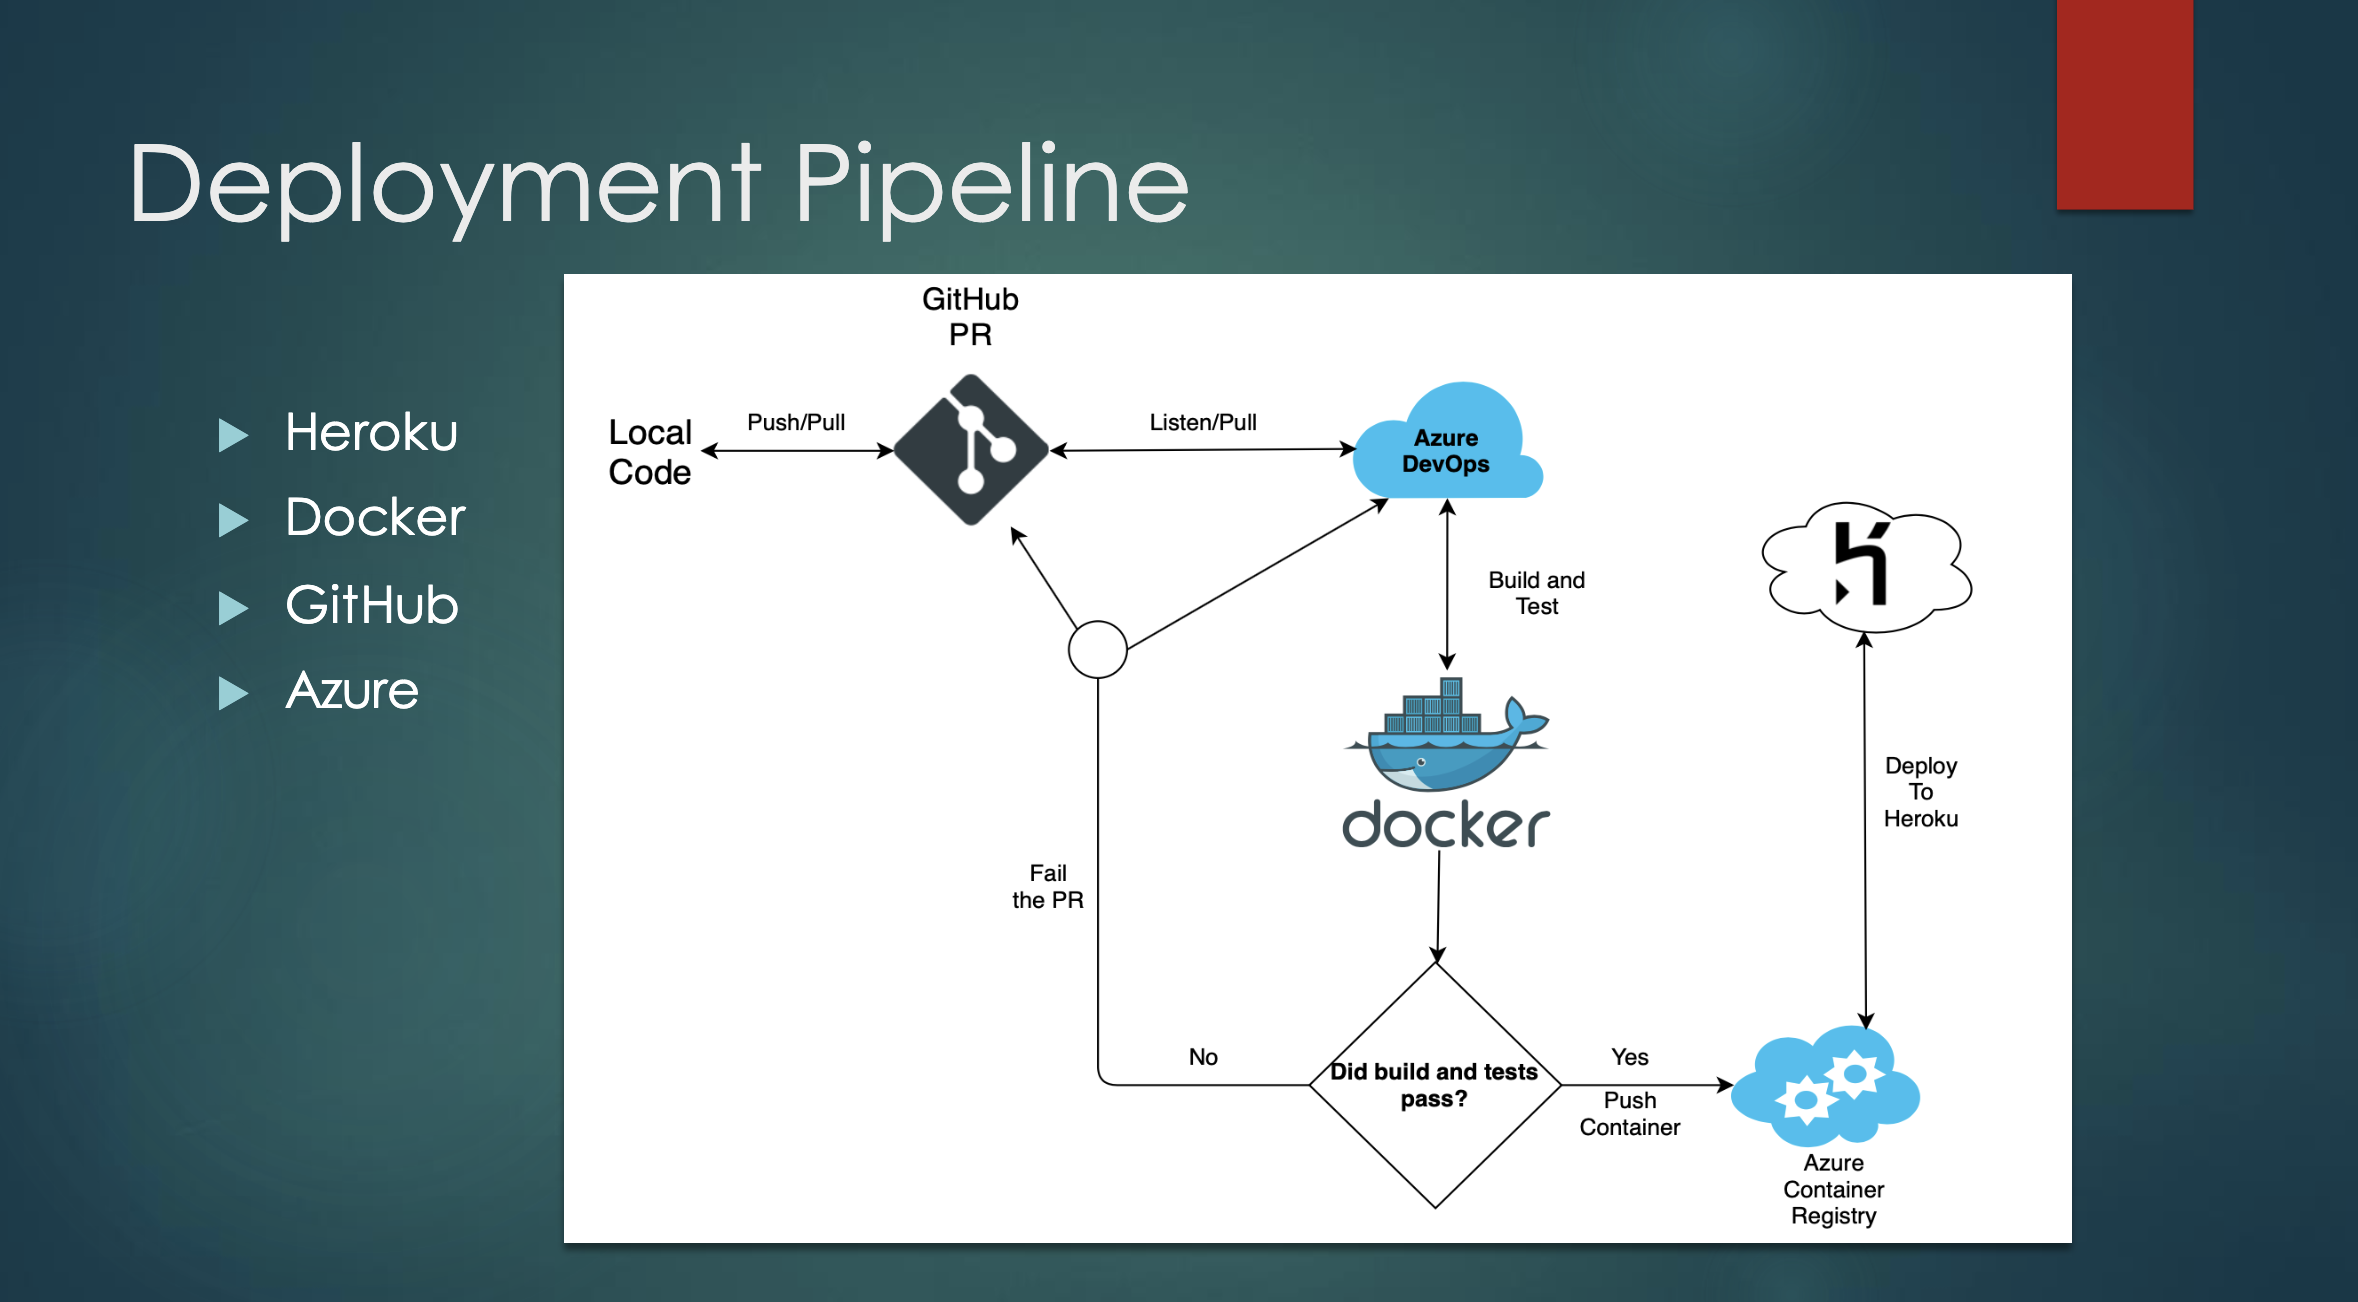 Deployment Pipeline
Heroku
Docker
GitHub
Azure
GitHub
PR
Local
Code
Push/Pull
Listen/Pull
Azure
DevOps
Build and
Test
docker
Deploy
To
Heroku
Fail
the PR
No
Did build and tests
pass?
Yes
Push
Container
Azure
Container
Registry